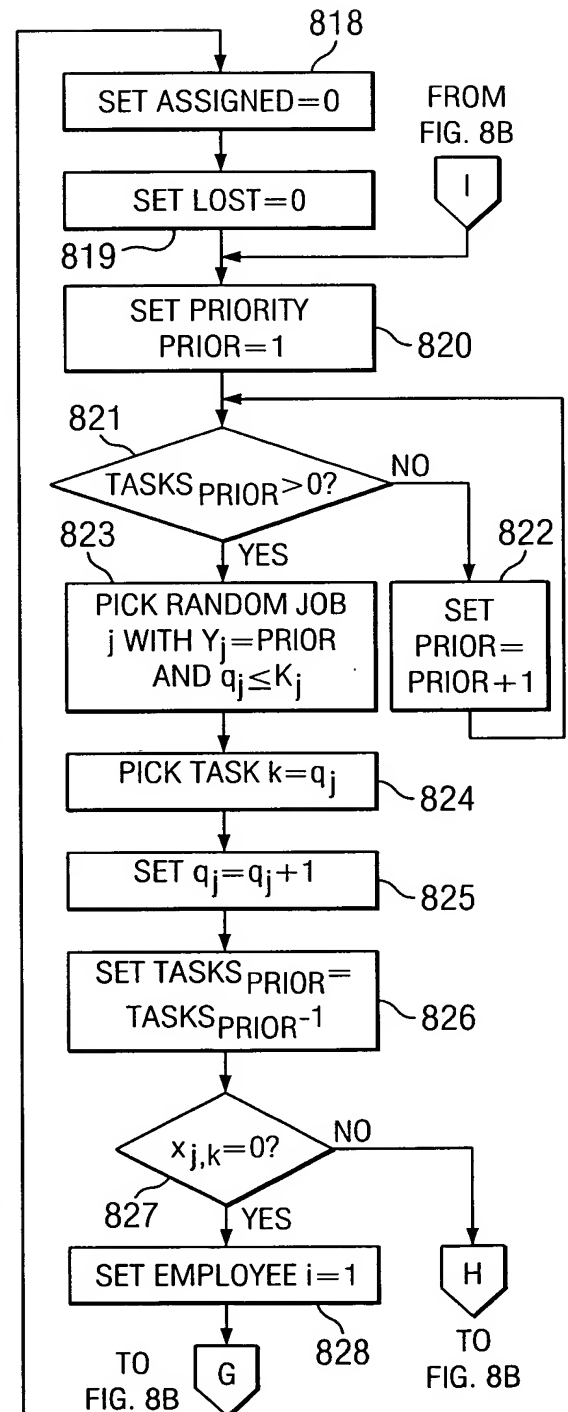 818
SET ASSIGNED=0
FROM
FIG. 8B
I
SET LOST=0
819
SET PRIORITY
PRIOR=1
820
821
TASKS PRIOR>0?
NO
YES
823
822
PICK RANDOM JOB
j WITH Yj=PRIOR
AND qj≤Kj
SET
PRIOR=
PRIOR+1
PICK TASK k=qj
824
SET qj=qj+1
825
SET TASKS PRIOR=
TASKS PRIOR-1
826
xj,k=0?
NO
827
YES
SET EMPLOYEE i=1
828
H
TO
FIG. 8B
TO
FIG. 8B
G